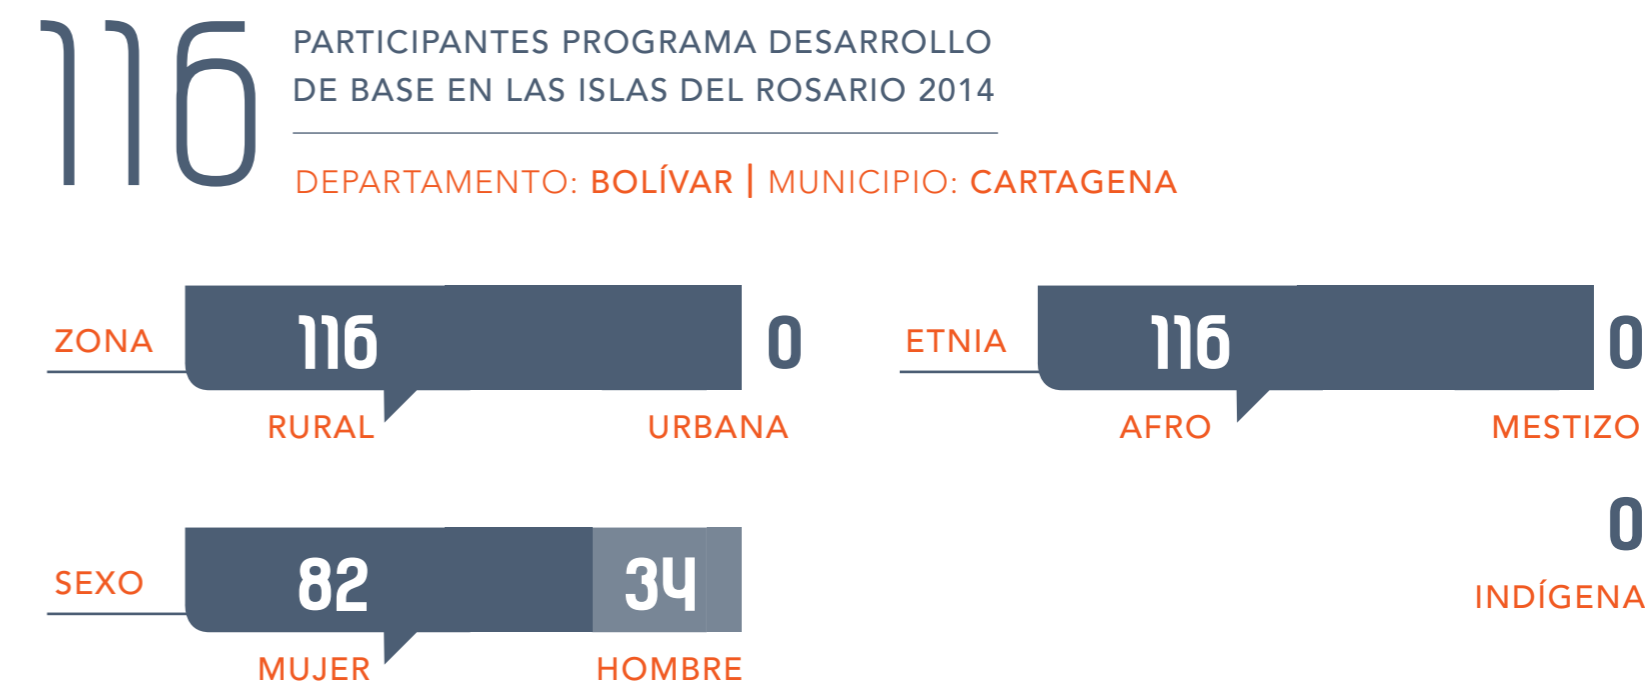 116
PARTICIPANTES PROGRAMA DESARROLLO
DE BASE EN LAS ISLAS DEL ROSARIO 2014
DEPARTAMENTO: BOLÍVAR | MUNICIPIO: CARTAGENA
ZONA
116
0
RURAL
URBANA
ETNIA
116
0
AFRO
MESTIZO
0
INDÍGENA
SEXO
82
34
MUJER
HOMBRE